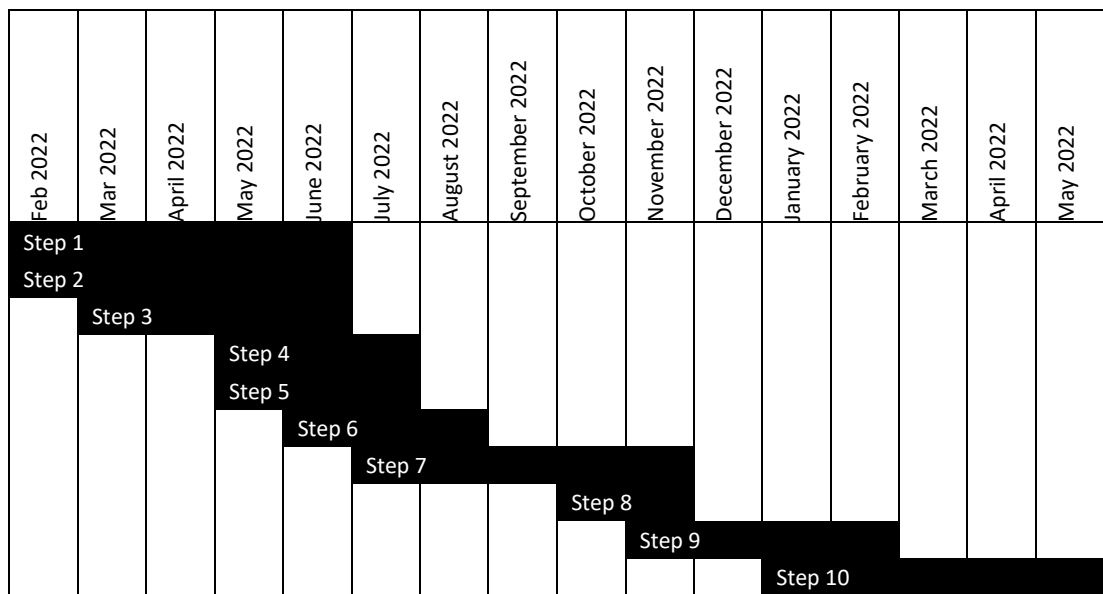 Feb 2022
Mar 2022
April 2022
May 2022
June 2022
July 2022
August 2022
September 2022
October 2022
November 2022
December 2022
January 2022
February 2022
March 2022
April 2022
May 2022
Step 1
Step 2
Step 3
Step 4
Step 5
Step 6
Step 7
Step 8
Step 9
Step 10